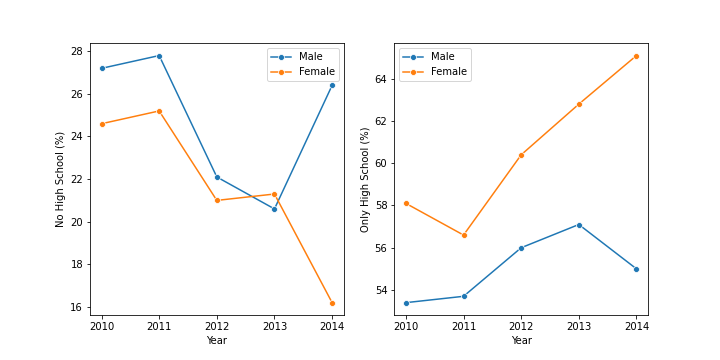 28
26
24
22
20
18
16
No High School (%)
2010 2011 2012 2013 2014
Year
Male
Female
64
62
60
58
56
54
Only High School (%)
2010 2011 2012 2013 2014
Year
Male
Female